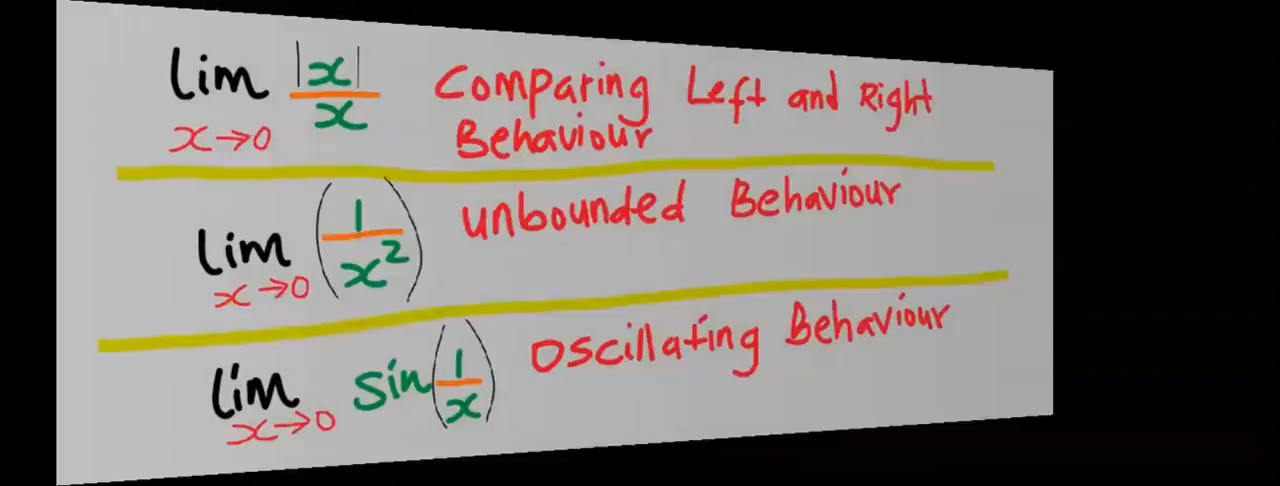 lim |x|/x Comparing Left and Right
x→0 Behaviour
lim (1/x²) unbounded Behaviour
x→0
lim sin(1/x) Oscillating Behaviour
x→0